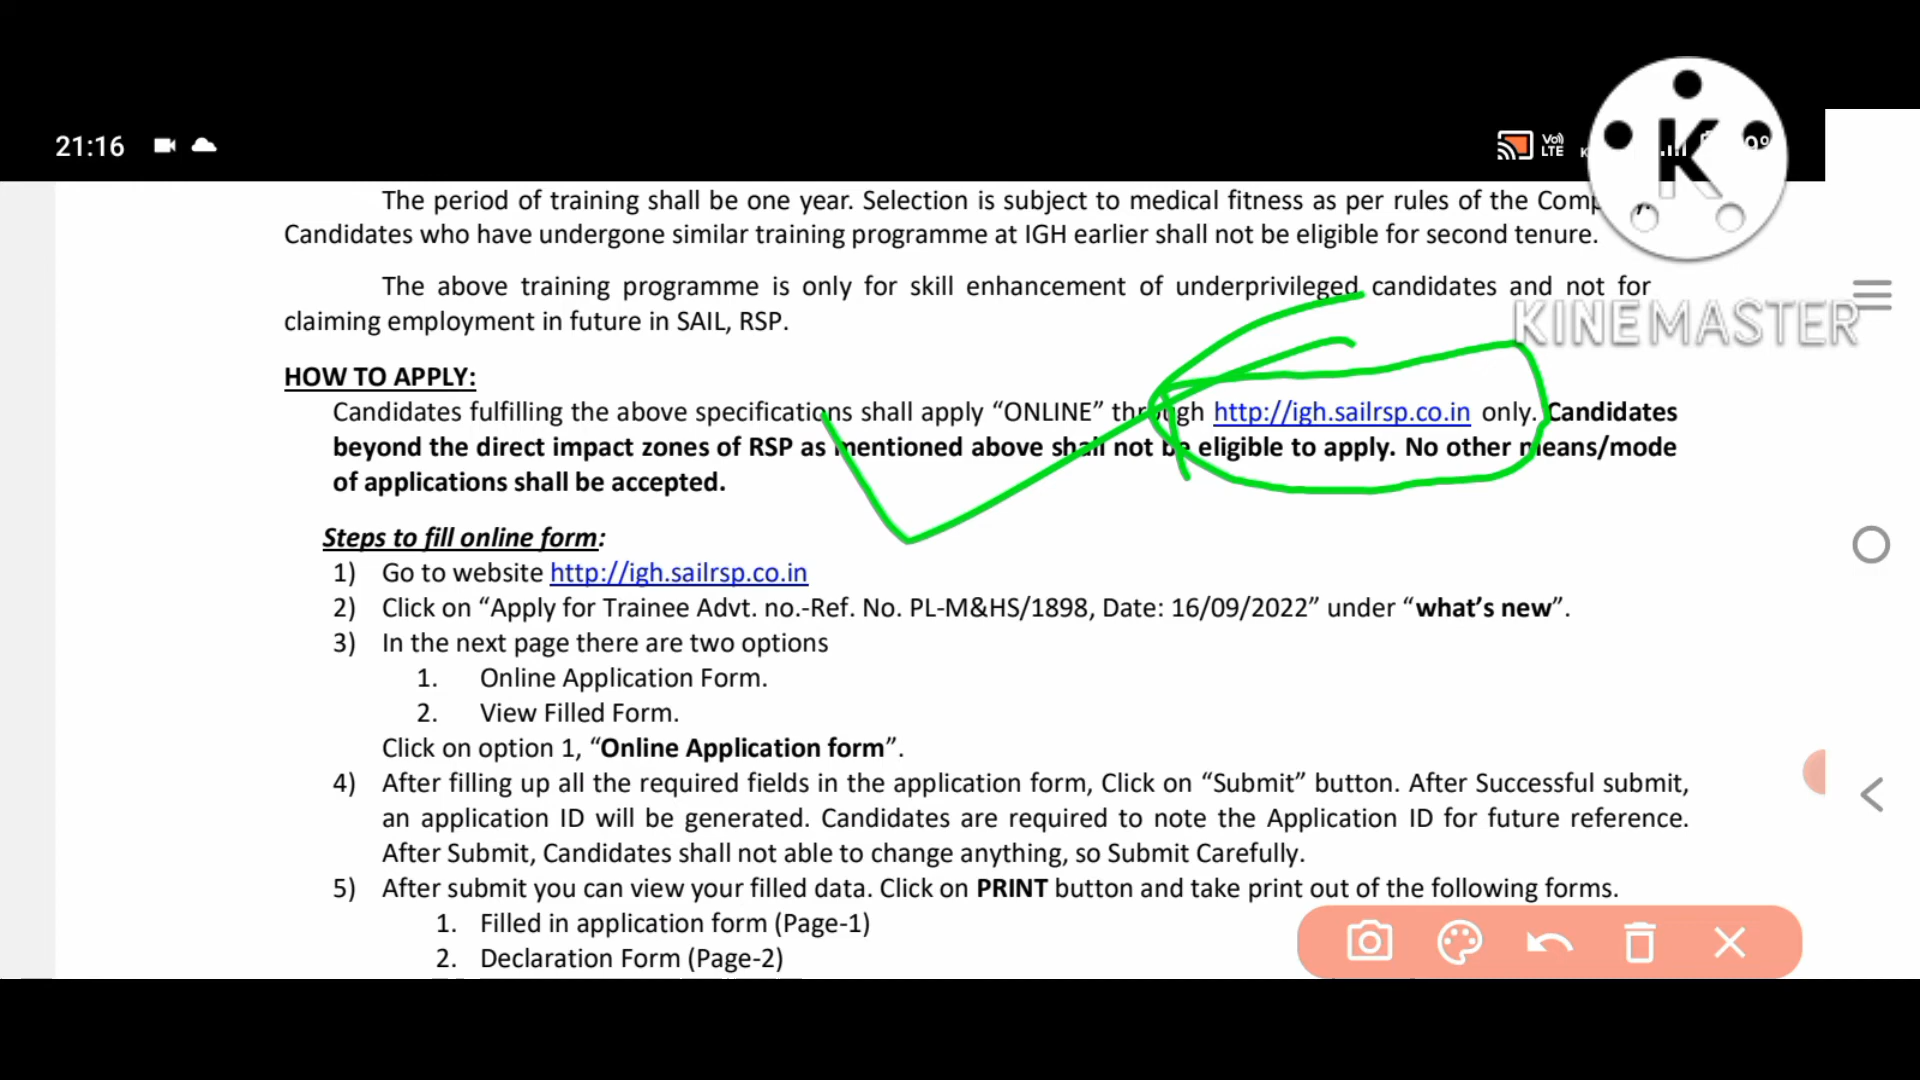 21:16
Vo)
LTE
K
The period of training shall be one year. Selection is subject to medical fitness as per rules of the
Candidates who have undergone similar training programme at IGH earlier shall not be eligible for second tenure.
The above training programme is only for skill enhancement of underprivileged candidates and not for
claiming employment in future in SAIL, RSP.
KINEMASTER
HOW TO APPLY:
Candidates fulfilling the above specifications shall apply “ONLINE” through http://igh.sailrsp.co.in only. Candidates
beyond the direct impact zones of RSP as mentioned above shall not be eligible to apply. No other means/mode
of applications shall be accepted.
Steps to fill online form:
1) Go to website http://igh.sailrsp.co.in
2) Click on “Apply for Trainee Advt. no.-Ref. No. PL-M&HS/1898, Date: 16/09/2022” under “what’s new”.
3) In the next page there are two options
1. Online Application Form.
2. View Filled Form.
Click on option 1, “Online Application form”.
4) After filling up all the required fields in the application form, Click on “Submit” button. After Successful submit,
an application ID will be generated. Candidates are required to note the Application ID for future reference.
After Submit, Candidates shall not able to change anything, so Submit Carefully.
5) After submit you can view your filled data. Click on PRINT button and take print out of the following forms.
1. Filled in application form (Page-1)
2. Declaration Form (Page-2)